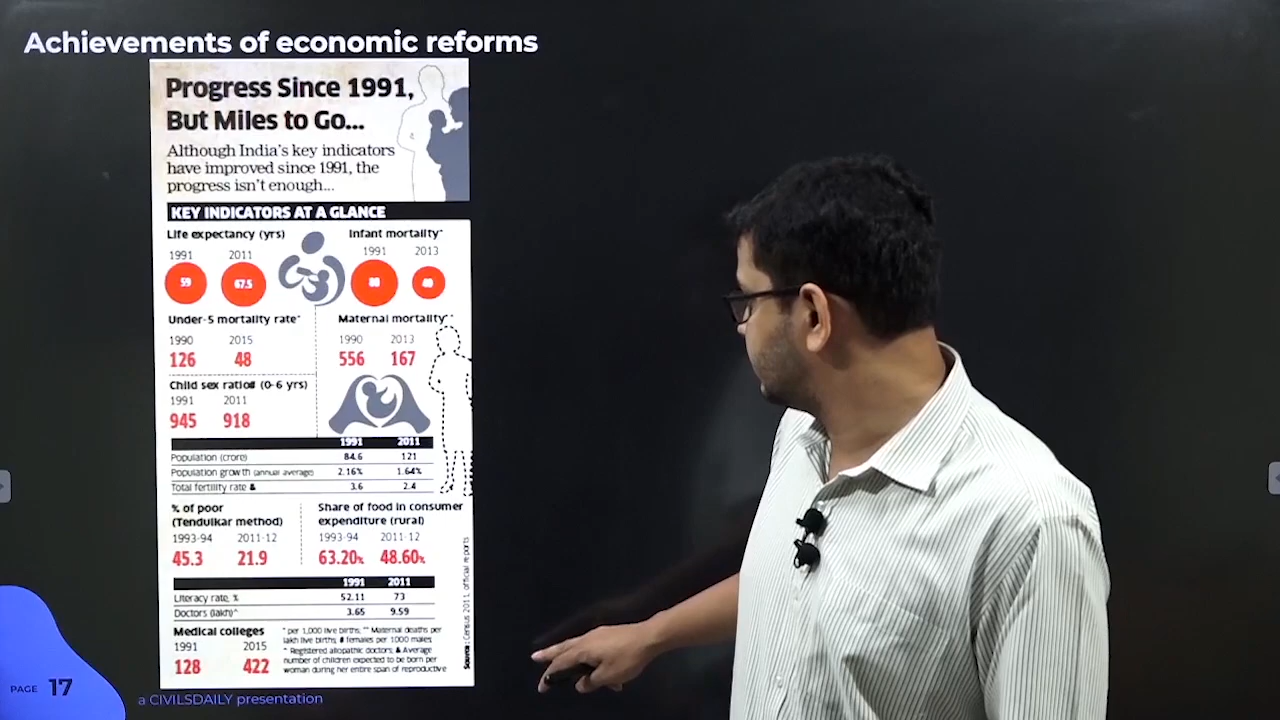 Achievements of economic reforms
Progress Since 1991,
But Miles to Go...
Although India's key indicators
have improved since 1991, the
progress isn't enough...
KEY INDICATORS AT A GLANCE
Life expectancy (yrs)
1991 2011
59 67.5
Infant mortality*
1991 2013
80 40
Under-5 mortality rate*
1990 2015
126 48
Maternal mortality**
1990 2013
556 167
Child sex ratio# (0-6 yrs)
1991 2011
945 918
1991 2011
Population (crore) 84.6 121
Population growth (annual average) 2.16% 1.64%
Total fertility rate & 3.6 2.4
% of poor
(Tendulkar method)
1993-94 2011-12
45.3 21.9
Share of food in consumer
expenditure (rural)
1993-94 2011-12
63.20% 48.60%
1991 2011
Literacy rate, % 52.11 73
Doctors (lakh)^ 3.65 9.59
Medical colleges
1991 2015
128 422
* per 1,000 live births; ** Maternal deaths per
lakh live births; # females per 1000 males;
^ Registered allopathic doctors; & Average
number of children expected to be born per
woman during her entire span of reproductive
Source: Census 2011, official reports
PAGE 17
a CIVILSDAILY presentation